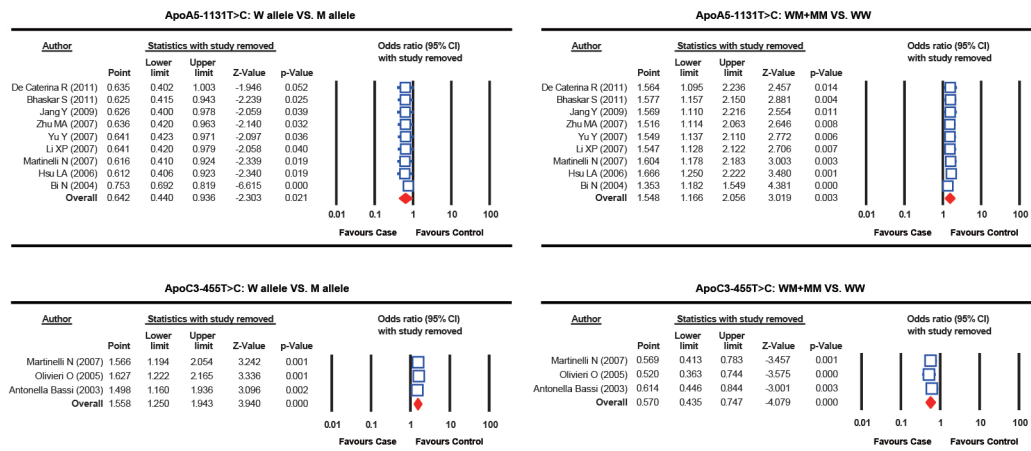 ApoA5-1131T>C: W allele VS. M allele
Author Statistics with study removed Odds ratio (95% CI) with study removed
Point Lower limit Upper limit Z-Value p-Value
De Caterina R (2011) 0.635 0.402 1.003 -1.946 0.052
Bhaskar S (2011) 0.625 0.415 0.943 -2.239 0.025
Jang Y (2009) 0.626 0.400 0.978 -2.059 0.039
Zhu MA (2007) 0.636 0.420 0.963 -2.140 0.032
Yu Y (2007) 0.641 0.423 0.971 -2.097 0.036
Li XP (2007) 0.641 0.420 0.979 -2.058 0.040
Matinelli N (2007) 0.616 0.410 0.924 -2.339 0.019
Hsu LA (2006) 0.612 0.406 0.923 -2.340 0.019
Bi N (2004) 0.753 0.692 0.819 -6.615 0.000
Overall 0.642 0.440 0.936 -2.303 0.021
0.01 0.1 1 10 100
Favours Case Favours Control
ApoA5-1131T>C: WM+MM VS. WW
Author Statistics with study removed Odds ratio (95% CI) with study removed
Point Lower limit Upper limit Z-Value p-Value
De Caterina R (2011) 1.564 1.095 2.236 2.457 0.014
Bhaskar S (2011) 1.577 1.157 2.150 2.881 0.004
Jang Y (2009) 1.569 1.110 2.216 2.554 0.011
Zhu MA (2007) 1.516 1.114 2.063 2.646 0.008
Yu Y (2007) 1.549 1.137 2.110 2.772 0.006
Li XP (2007) 1.547 1.128 2.122 2.706 0.007
Matinelli N (2007) 1.604 1.178 2.183 3.003 0.003
Hsu LA (2006) 1.666 1.250 2.222 3.480 0.001
Bi N (2004) 1.353 1.182 1.549 4.381 0.000
Overall 1.548 1.166 2.056 3.019 0.003
0.01 0.1 1 10 100
Favours Case Favours Control
ApoC3-455T>C: W allele VS. M allele
Author Statistics with study removed Odds ratio (95% CI) with study removed
Point Lower limit Upper limit Z-Value p-Value
Martinelli N (2007) 1.566 1.194 2.054 3.242 0.001
Olivieri O (2005) 1.627 1.222 2.165 3.336 0.001
Antonella Bassi (2003) 1.498 1.160 1.936 3.096 0.002
Overall 1.558 1.250 1.943 3.940 0.000
0.01 0.1 1 10 100
Favours Case Favours Control
ApoC3-455T>C: WM+MM VS. WW
Author Statistics with study removed Odds ratio (95% CI) with study removed
Point Lower limit Upper limit Z-Value p-Value
Martinelli N (2007) 0.569 0.413 0.783 -3.457 0.001
Olivieri O (2005) 0.520 0.363 0.744 -3.575 0.000
Antonella Bassi (2003) 0.614 0.446 0.844 -3.001 0.003
Overall 0.570 0.435 0.747 -4.079 0.000
0.01 0.1 1 10 100
Favours Case Favours Control